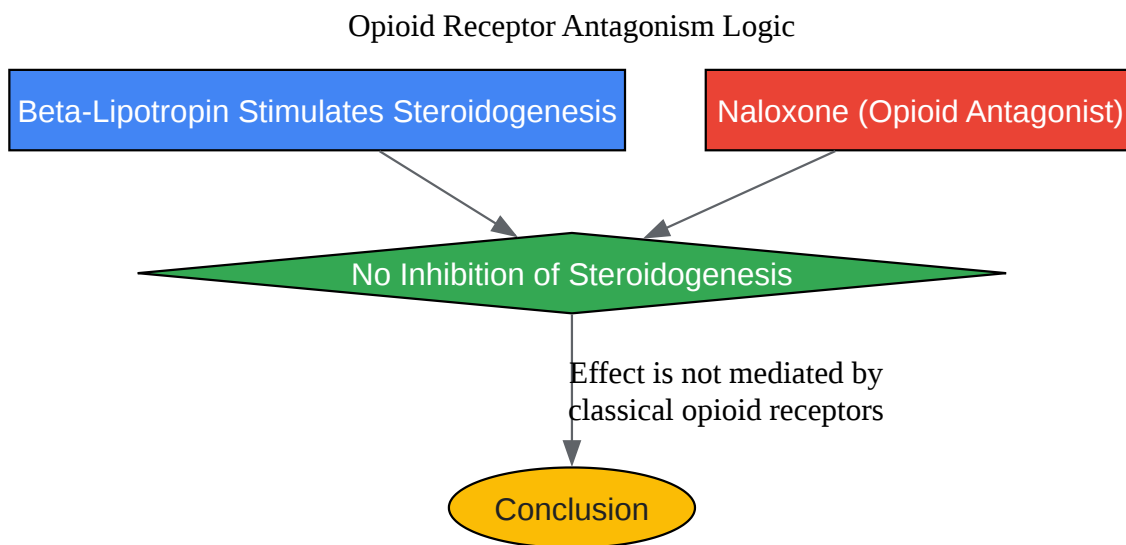 Opioid Receptor Antagonism Logic
Beta-Lipotropin Stimulates Steroidogenesis
Naloxone (Opioid Antagonist)
No Inhibition of Steroidogenesis
Effect is not mediated by
classical opioid receptors
Conclusion